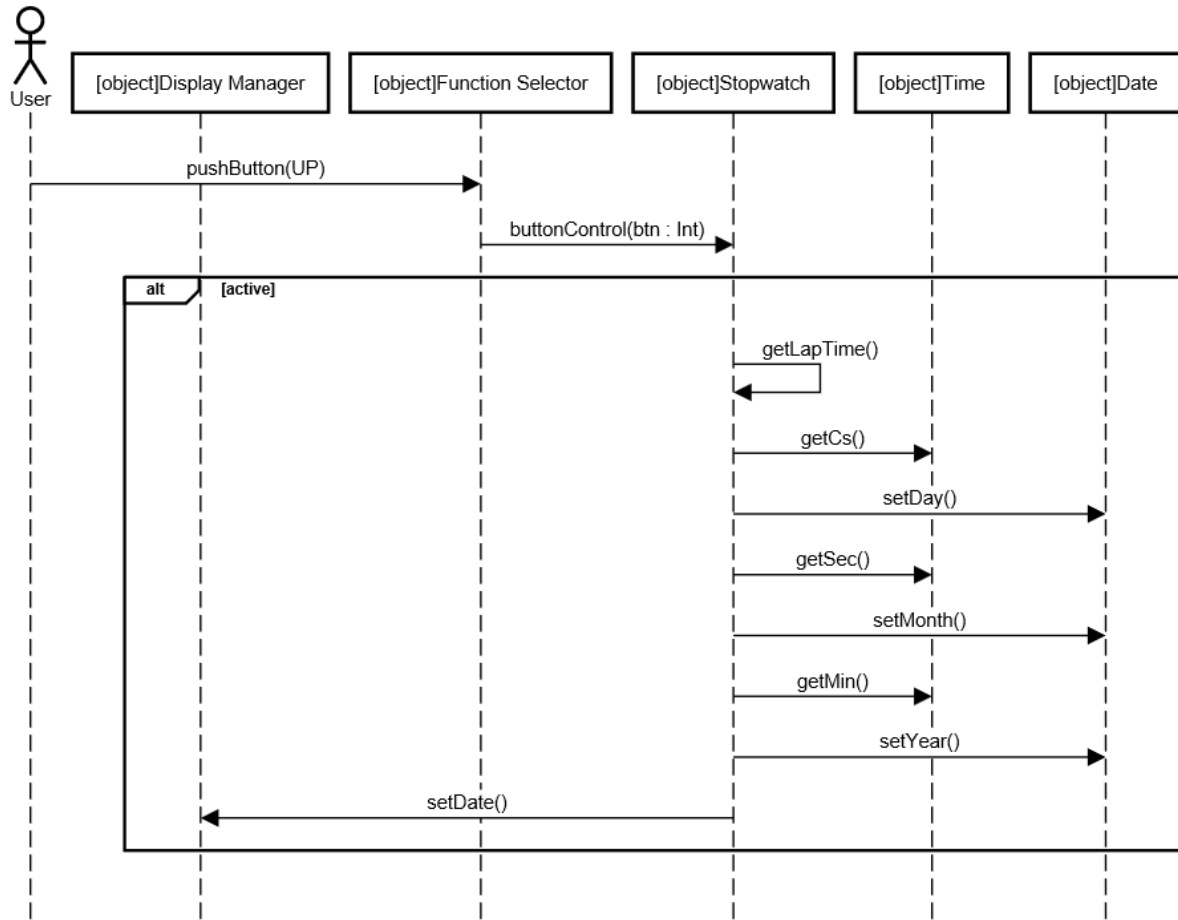 User
[object]Display Manager
[object]Function Selector
[object]Stopwatch
[object]Time
[object]Date
pushButton(UP)
buttonControl(btn : Int)
alt
[active]
getLapTime()
getCs()
setDay()
getSec()
setMonth()
getMin()
setYear()
setDate()